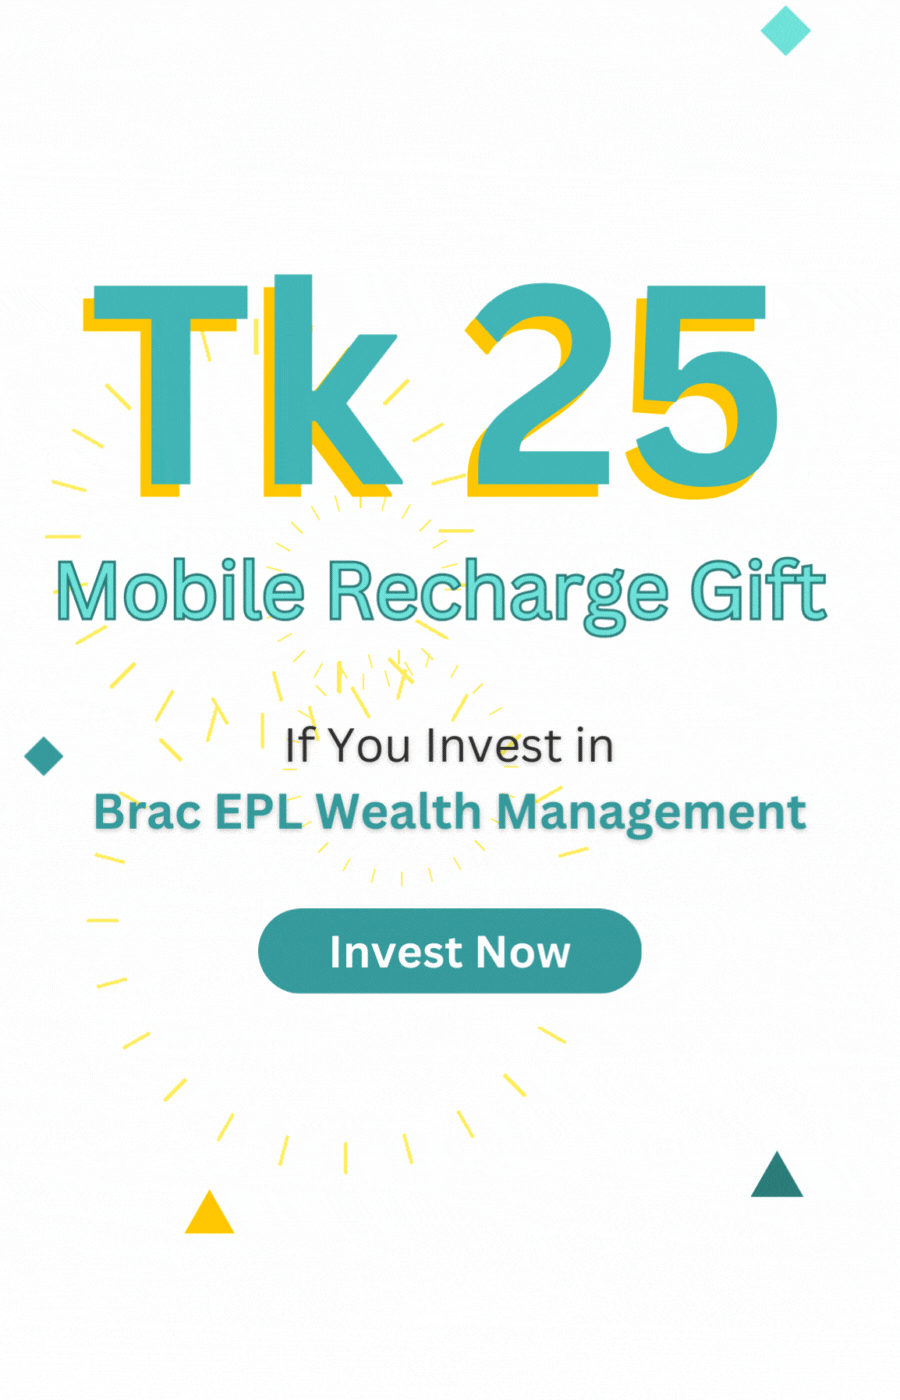 Tk 25
Mobile Recharge Gift
If You Invest in
Brac EPL Wealth Management
Invest Now